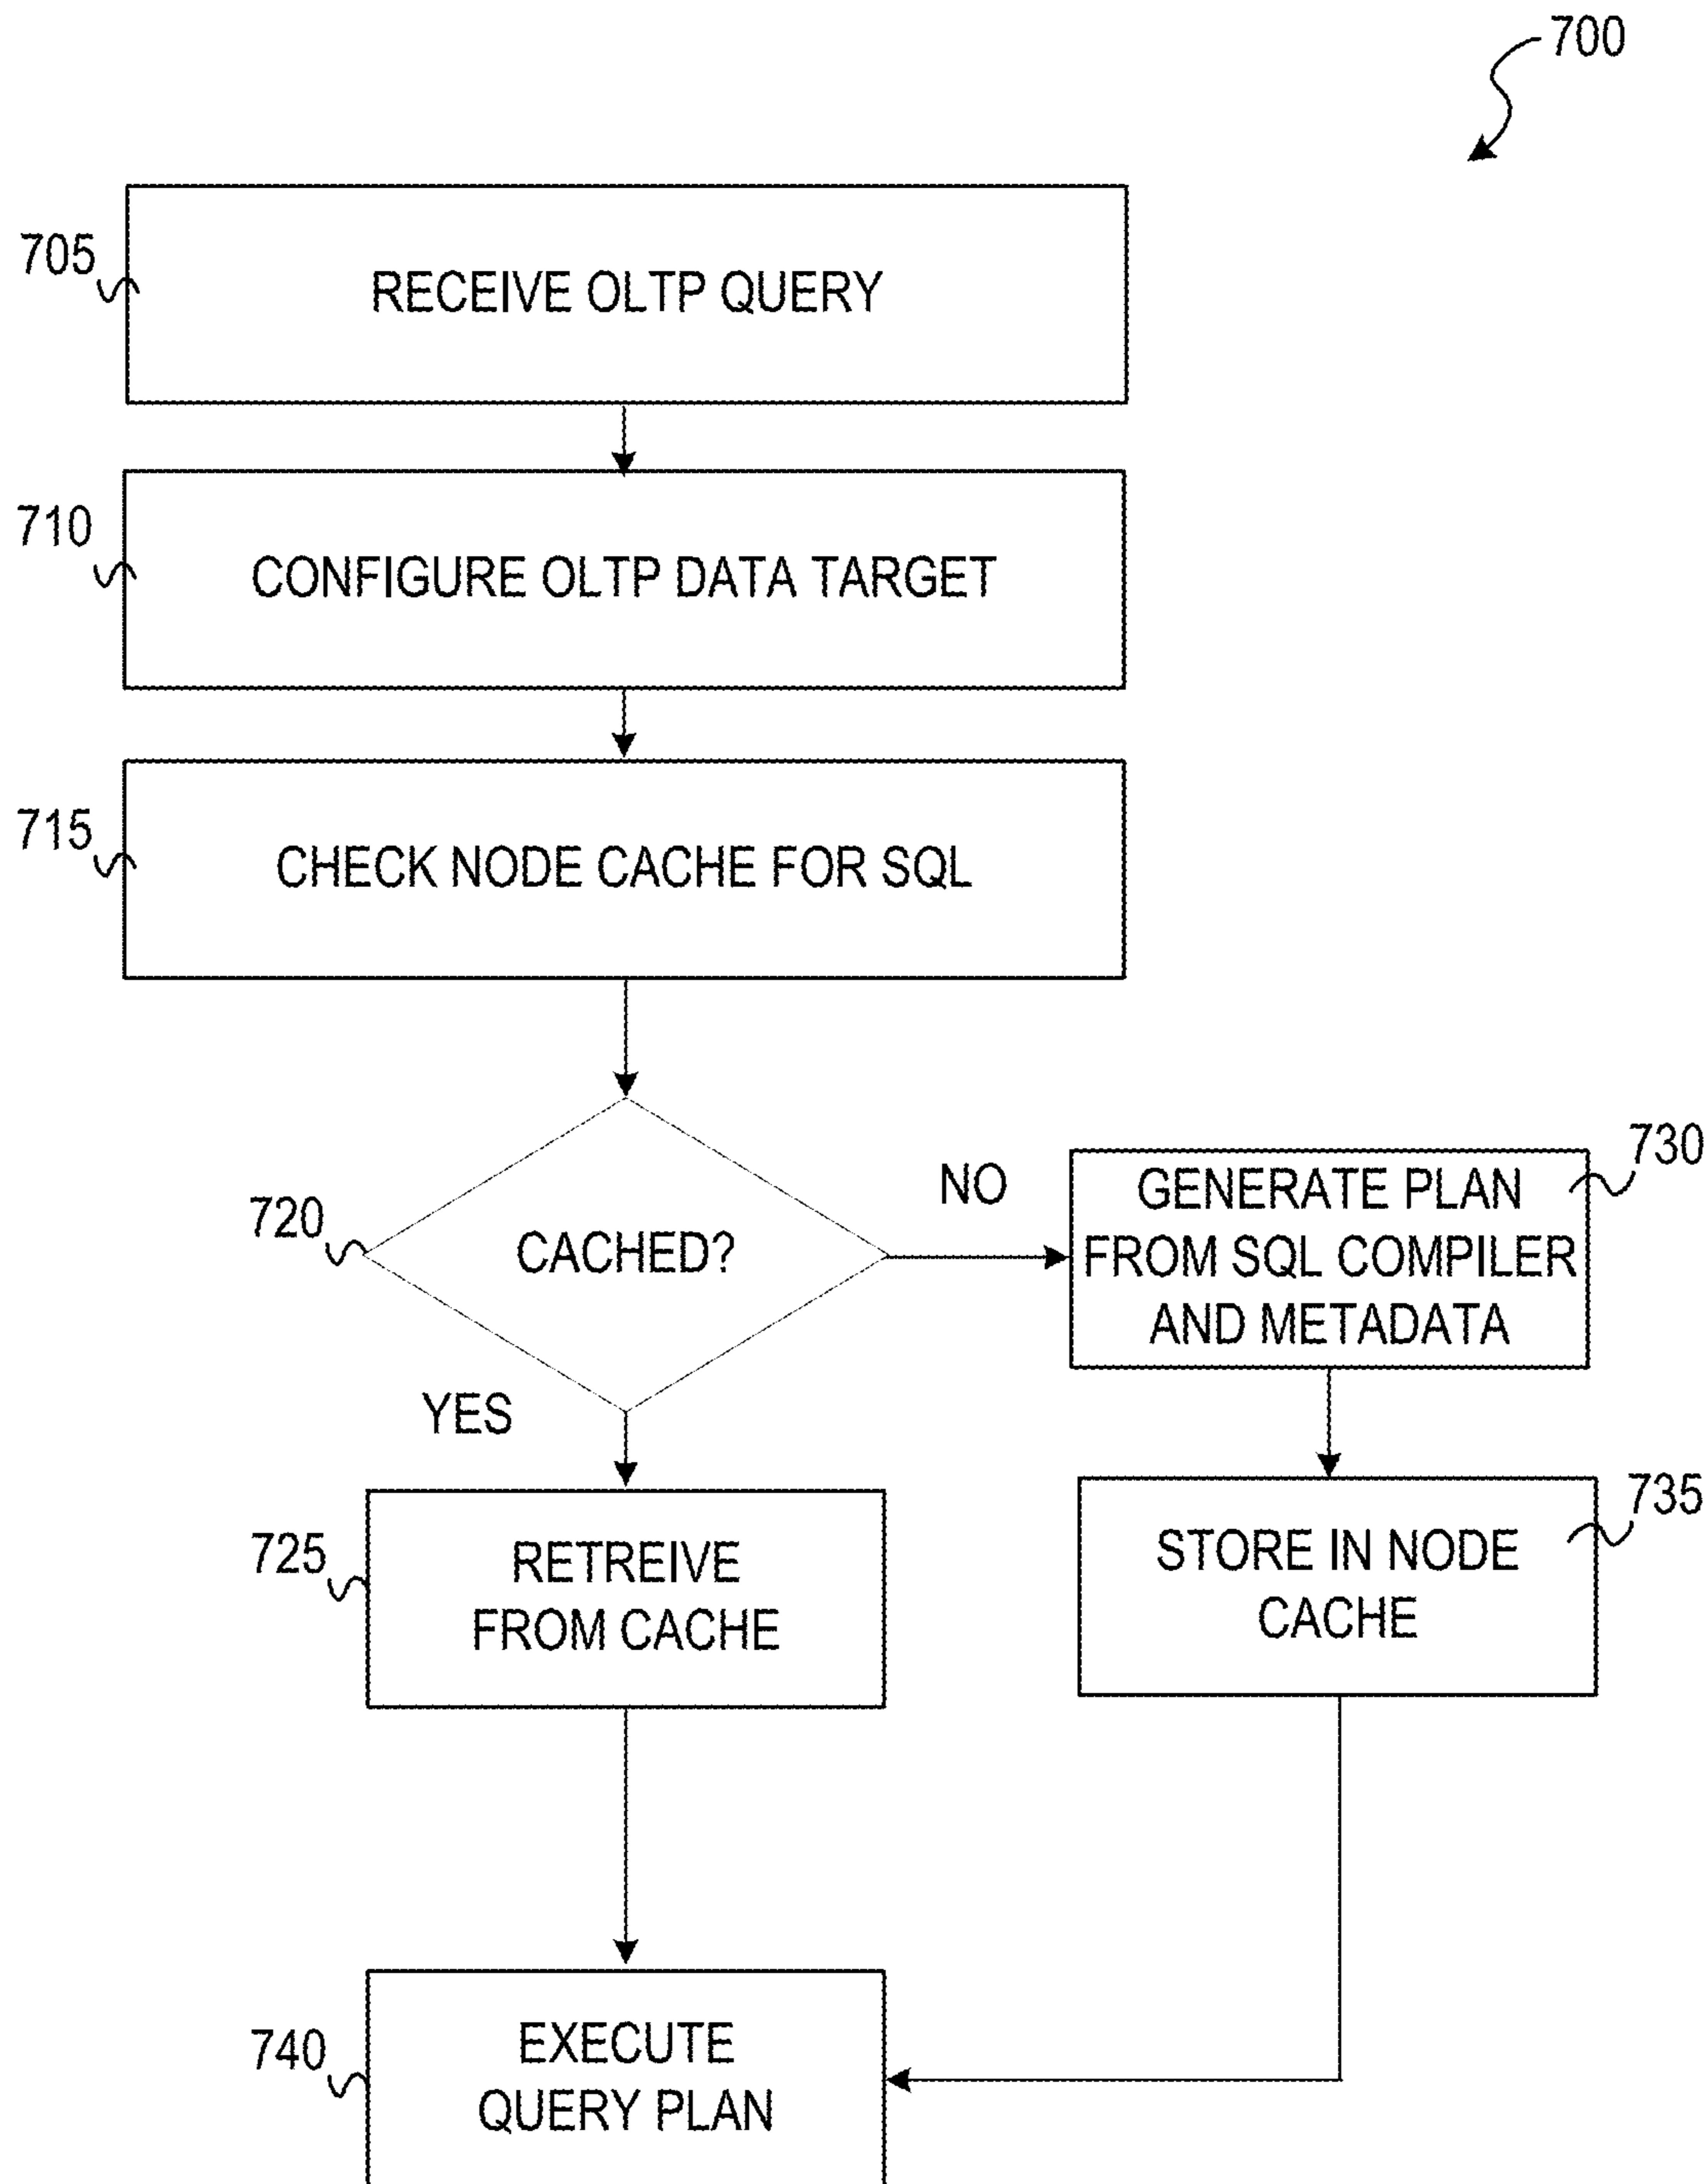 700
705
RECEIVE OLTP QUERY
710
CONFIGURE OLTP DATA TARGET
715
CHECK NODE CACHE FOR SQL
720
CACHED?
NO
730
GENERATE PLAN
FROM SQL COMPILER
AND METADATA
YES
725
RETREIVE
FROM CACHE
735
STORE IN NODE
CACHE
740
EXECUTE
QUERY PLAN